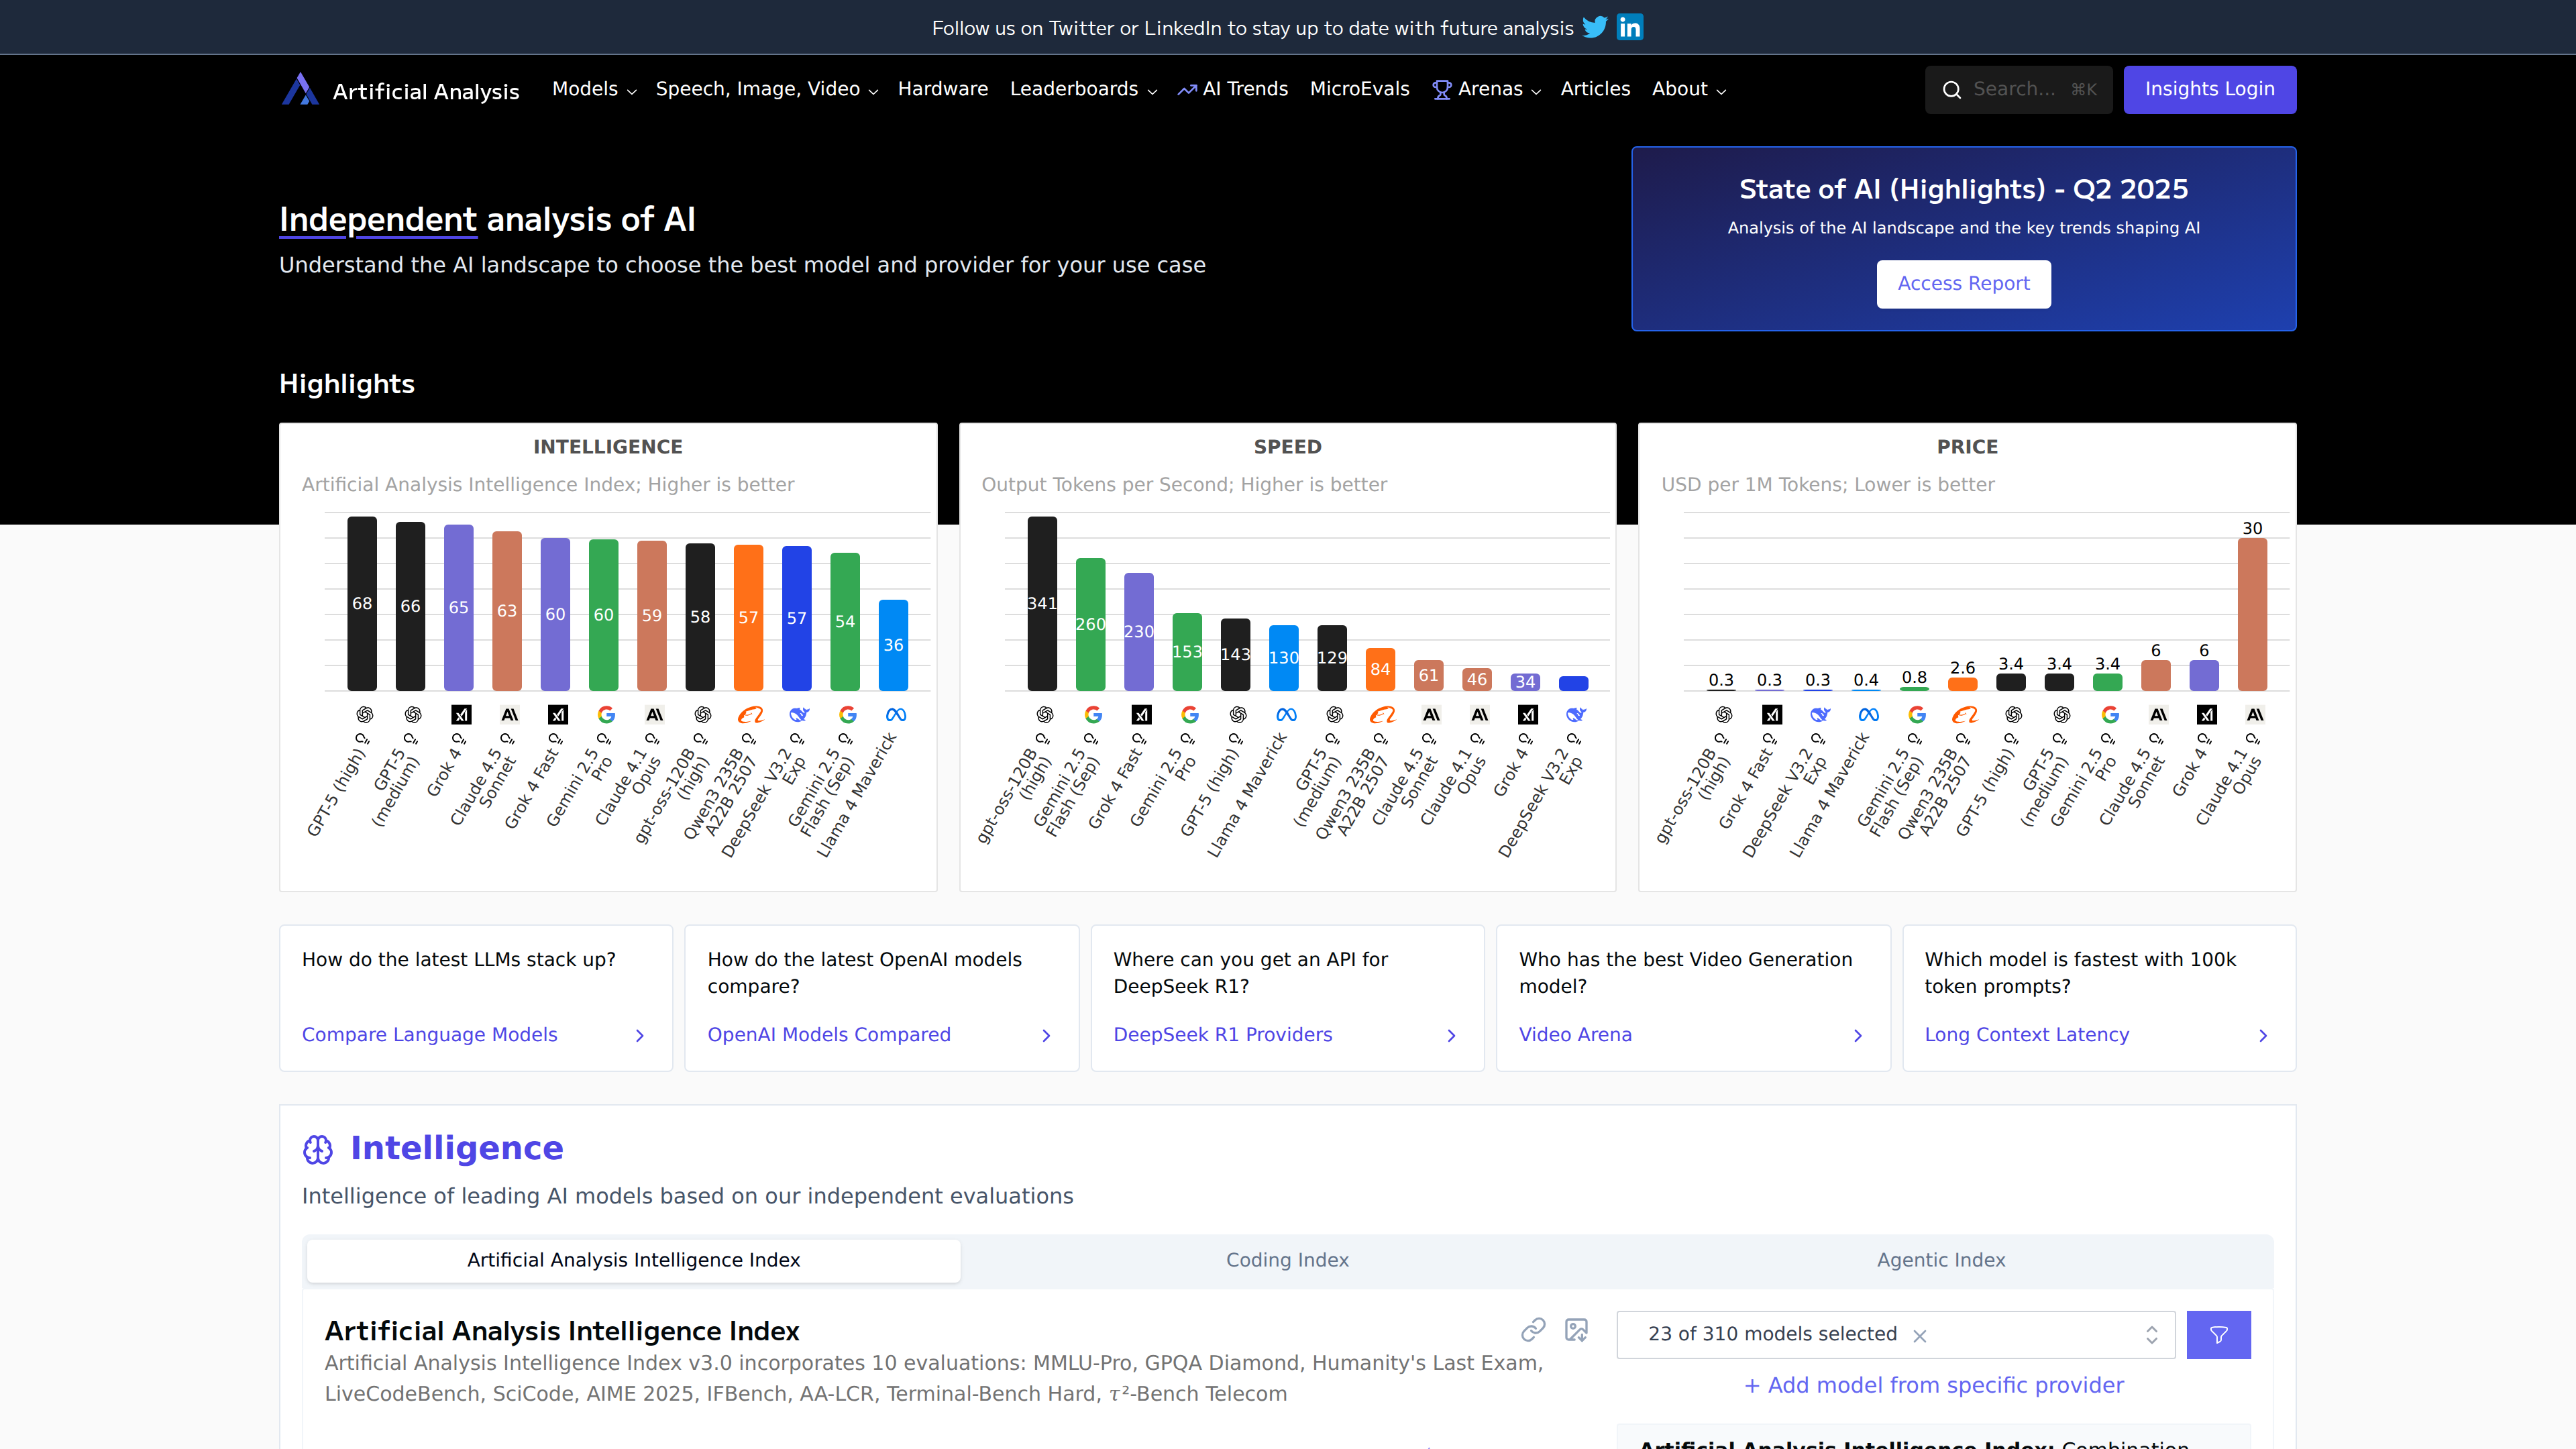 Follow us on Twitter or LinkedIn to stay up to date with future analysis
Artificial Analysis
Models
Speech, Image, Video
Hardware
Leaderboards
AI Trends
MicroEvals
Arenas
Articles
About
Search... ⌘K
Insights Login
Independent analysis of AI
Understand the AI landscape to choose the best model and provider for your use case
State of AI (Highlights) - Q2 2025
Analysis of the AI landscape and the key trends shaping AI
Access Report
Highlights
INTELLIGENCE
Artificial Analysis Intelligence Index; Higher is better
68 66 65 63 60 60 59 58 57 57 54 36
GPT-5 (high)
GPT-5
(medium)
Grok 4
Claude 4.5
Sonnet
Grok 4 Fast
Gemini 2.5
Pro
Claude 4.1
Opus
gpt-oss-120B
(high)
Qwen3 235B
A22B 2507
DeepSeek V3.2
Exp
Gemini 2.5
Flash (Sep)
Llama 4 Maverick
SPEED
Output Tokens per Second; Higher is better
341 260 230 153 143 130 129 84 61 46 34
gpt-oss-120B
(high)
Gemini 2.5
Flash (Sep)
Grok 4 Fast
Gemini 2.5
Pro
GPT-5 (high)
Llama 4 Maverick
GPT-5
(medium)
Qwen3 235B
A22B 2507
Claude 4.5
Sonnet
Claude 4.1
Opus
Grok 4
DeepSeek V3.2
Exp
PRICE
USD per 1M Tokens; Lower is better
0.3 0.3 0.3 0.4 0.8 2.6 3.4 3.4 3.4 6 6 30
gpt-oss-120B
(high)
Grok 4 Fast
DeepSeek V3.2
Exp
Llama 4 Maverick
Gemini 2.5
Flash (Sep)
Qwen3 235B
A22B 2507
GPT-5 (high)
GPT-5
(medium)
Gemini 2.5
Pro
Claude 4.5
Sonnet
Grok 4
Claude 4.1
Opus
How do the latest LLMs stack up?
Compare Language Models
How do the latest OpenAI models
compare?
OpenAI Models Compared
Where can you get an API for
DeepSeek R1?
DeepSeek R1 Providers
Who has the best Video Generation
model?
Video Arena
Which model is fastest with 100k
token prompts?
Long Context Latency
Intelligence
Intelligence of leading AI models based on our independent evaluations
Artificial Analysis Intelligence Index
Coding Index
Agentic Index
Artificial Analysis Intelligence Index
Artificial Analysis Intelligence Index v3.0 incorporates 10 evaluations: MMLU-Pro, GPQA Diamond, Humanity's Last Exam,
LiveCodeBench, SciCode, AIME 2025, IFBench, AA-LCR, Terminal-Bench Hard, 𝜏²-Bench Telecom
23 of 310 models selected
+ Add model from specific provider
Artificial Analysis Intelligence Index: Combination